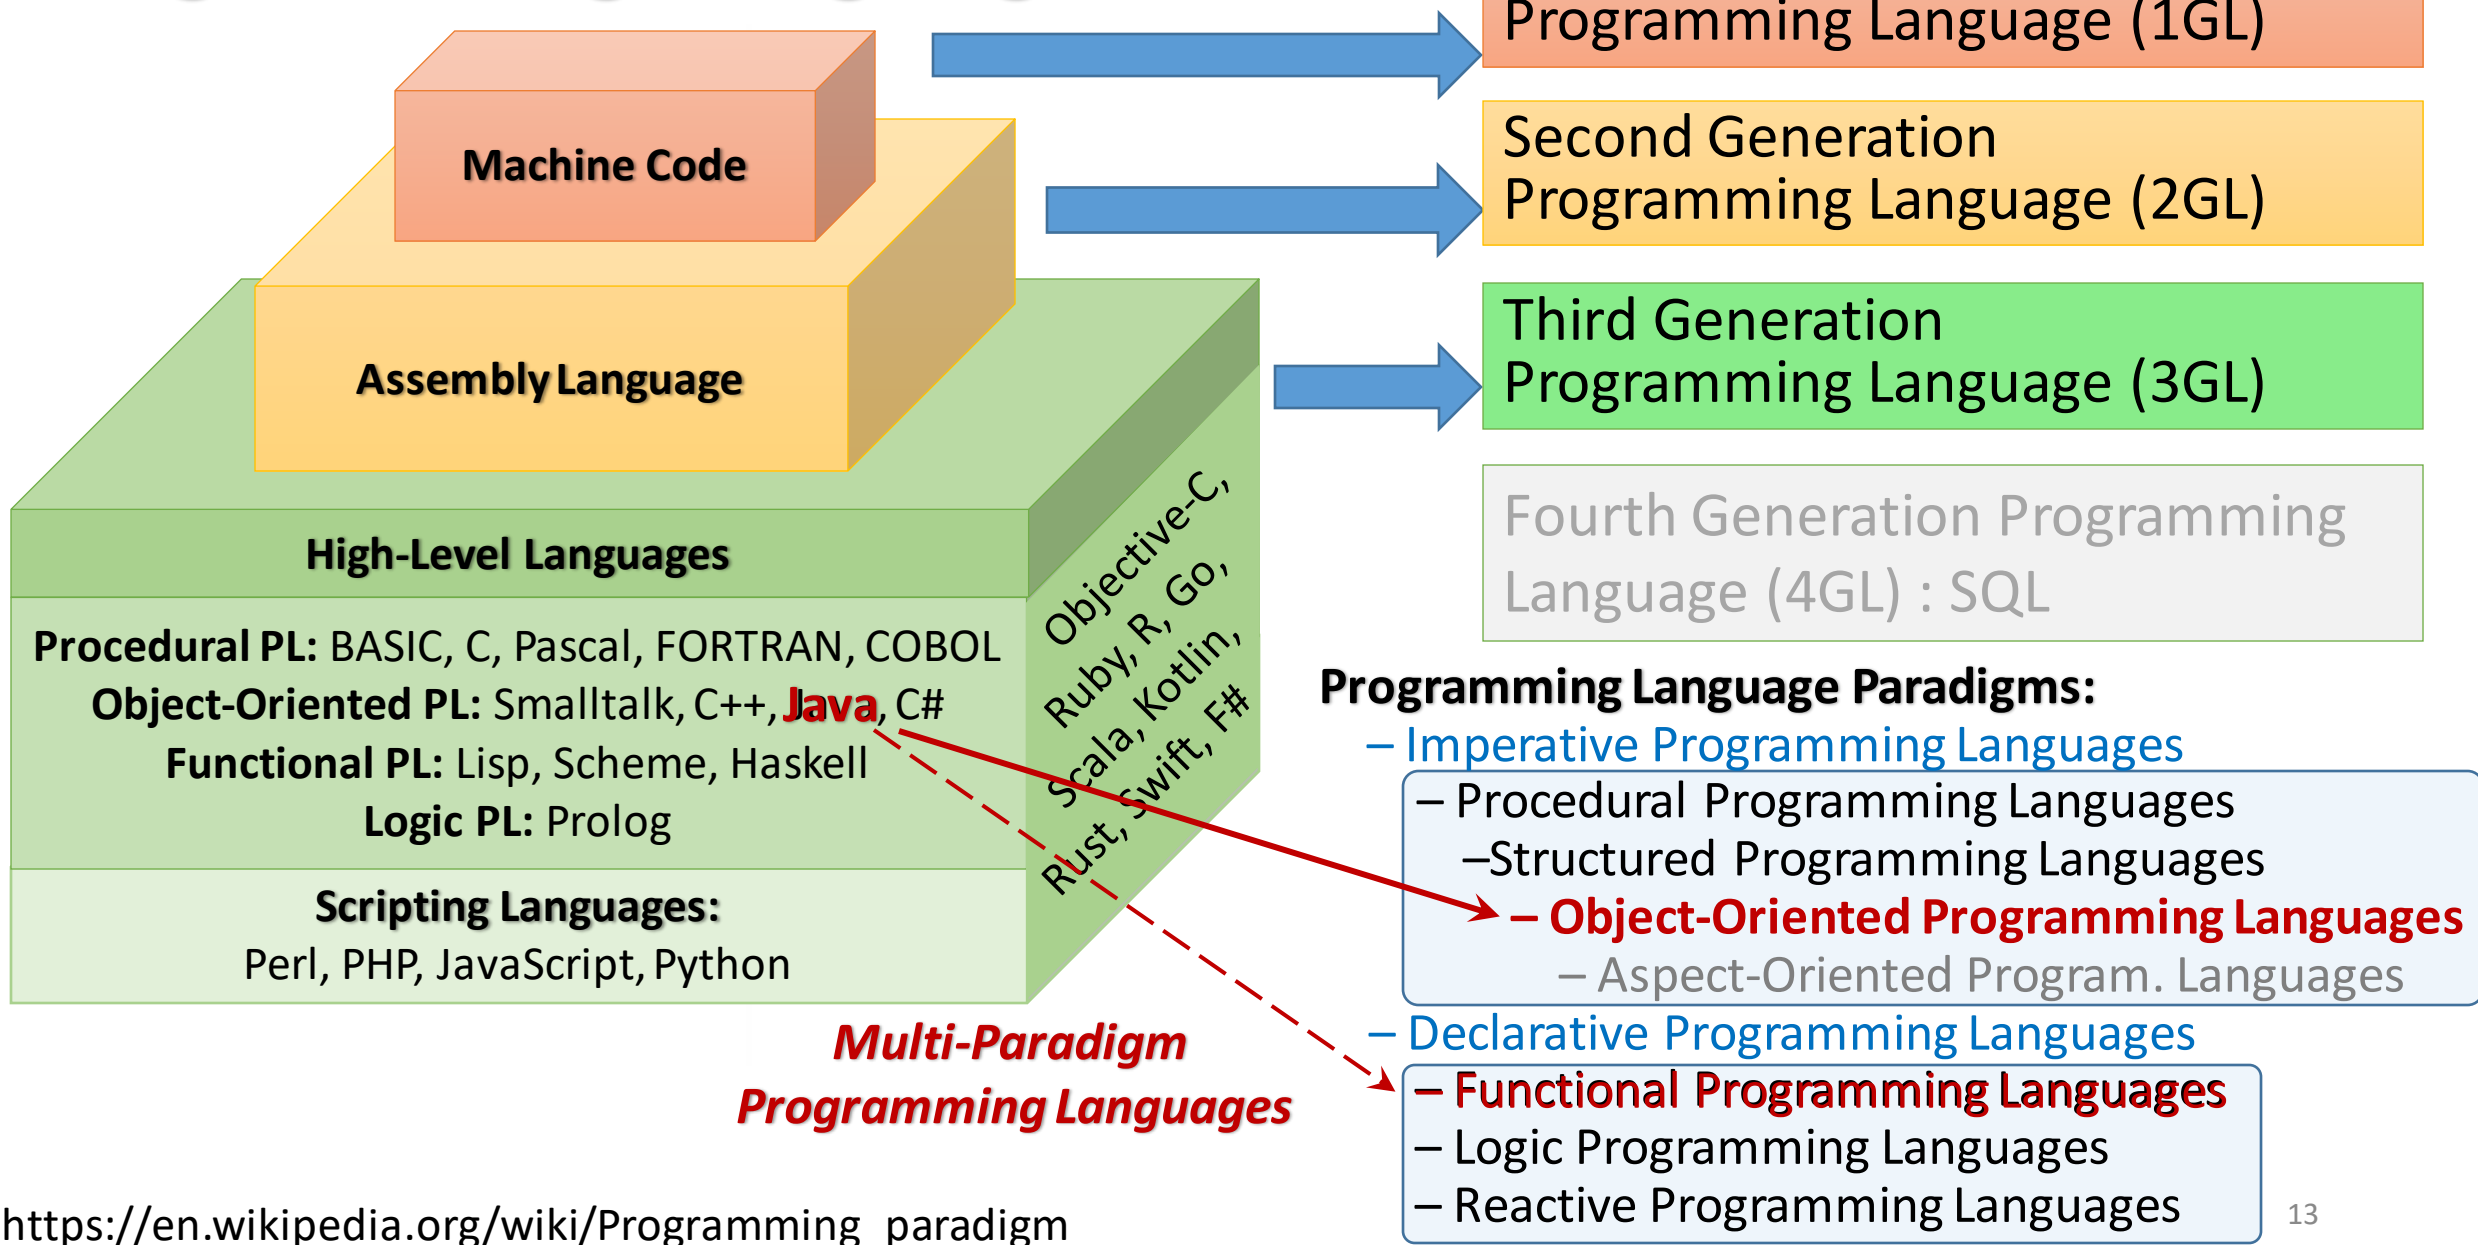 Programming Language (1GL)
Machine Code
Second Generation
Programming Language (2GL)
Assembly Language
Third Generation
Programming Language (3GL)
Fourth Generation Programming
Language (4GL) : SQL
High-Level Languages
Procedural PL: BASIC, C, Pascal, FORTRAN, COBOL
Object-Oriented PL: Smalltalk, C++, Java, C#
Functional PL: Lisp, Scheme, Haskell
Logic PL: Prolog
Objective-C,
Ruby, R, Go,
Scala, Kotlin,
Rust, Swift, F#
Scripting Languages:
Perl, PHP, JavaScript, Python
Multi-Paradigm
Programming Languages
Programming Language Paradigms:
– Imperative Programming Languages
– Procedural Programming Languages
–Structured Programming Languages
– Object-Oriented Programming Languages
– Aspect-Oriented Program. Languages
– Declarative Programming Languages
– Functional Programming Languages
– Logic Programming Languages
– Reactive Programming Languages
https://en.wikipedia.org/wiki/Programming_paradigm
13